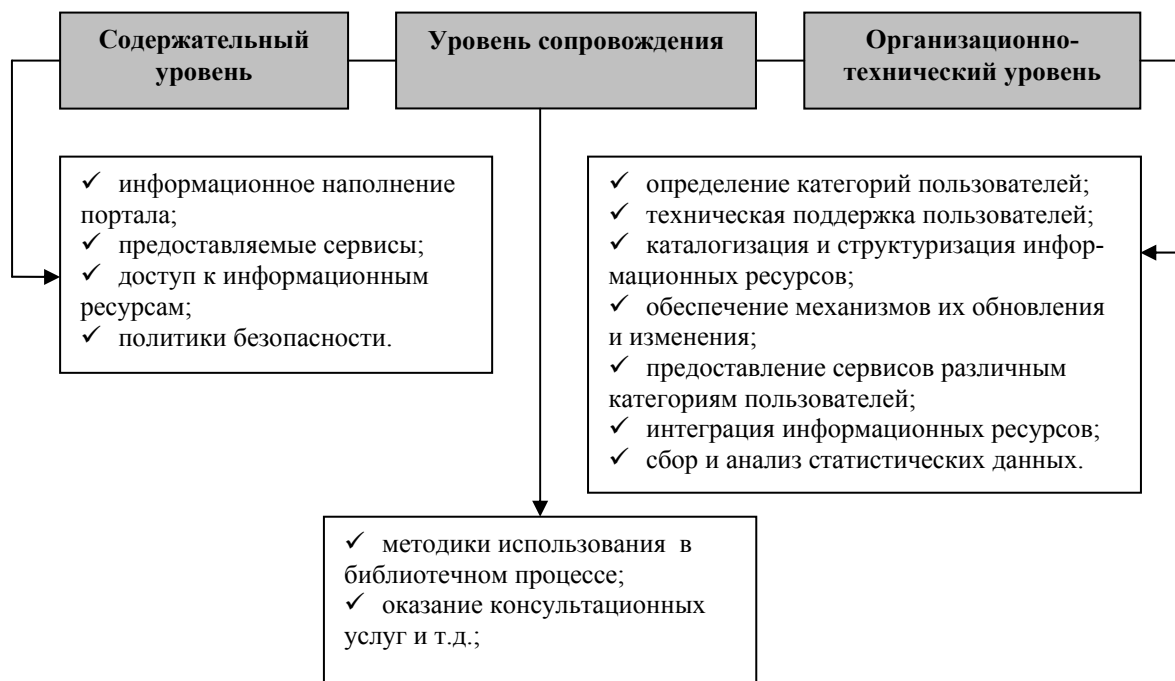 Содержательный
уровень
Уровень сопровождения
Организационно-
технический уровень
✓ информационное наполнение
портала;
✓ предоставляемые сервисы;
✓ доступ к информационным
ресурсам;
✓ политики безопасности.
✓ определение категорий пользователей;
✓ техническая поддержка пользователей;
✓ каталогизация и структуризация инфор-
мационных ресурсов;
✓ обеспечение механизмов их обновления
и изменения;
✓ предоставление сервисов различным
категориям пользователей;
✓ интеграция информационных ресурсов;
✓ сбор и анализ статистических данных.
✓ методики использования в
библиотечном процессе;
✓ оказание консультационных
услуг и т.д.;